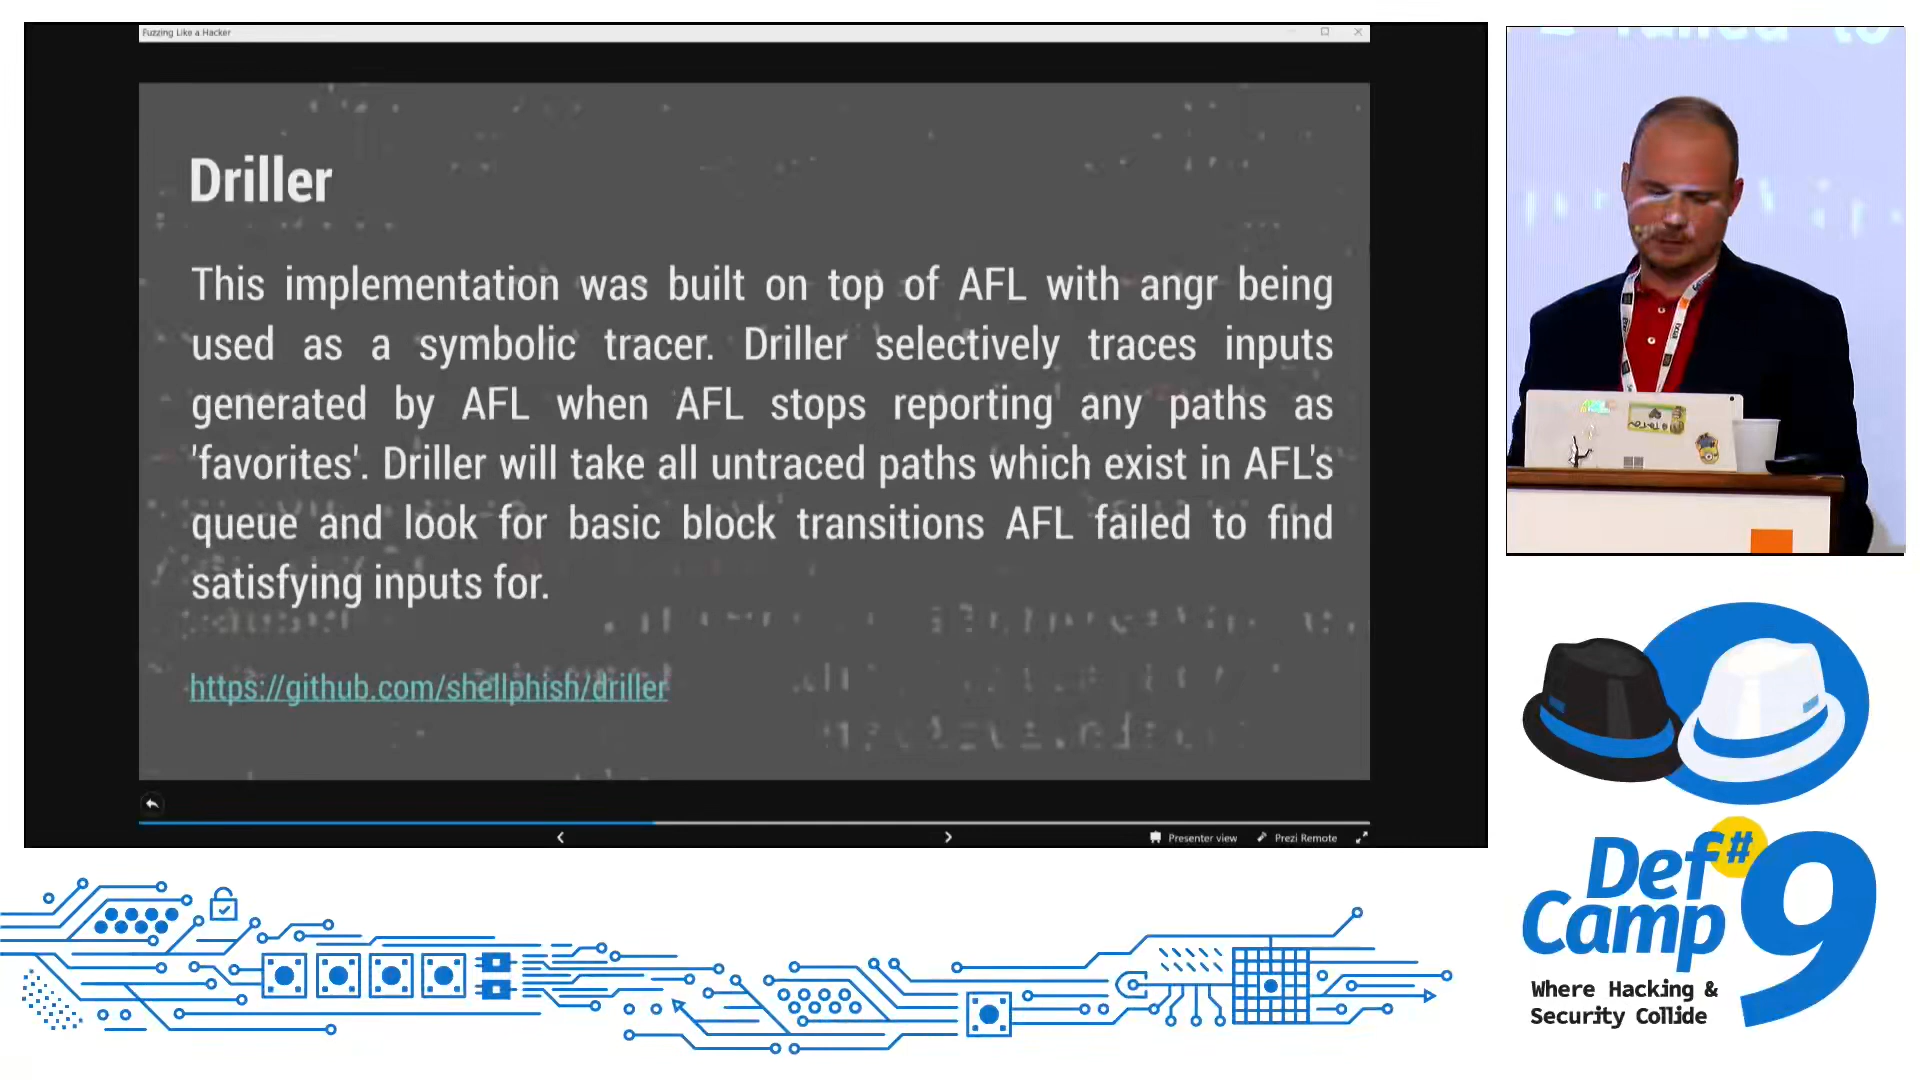 Fuzzing Like a Hacker
Driller
This implementation was built on top of AFL with angr being
used as a symbolic tracer. Driller selectively traces inputs
generated by AFL when AFL stops reporting any paths as
'favorites'. Driller will take all untraced paths which exist in AFL's
queue and look for basic block transitions AFL failed to find
satisfying inputs for.
https://github.com/shellphish/driller
Presenter view
Prezi Remote
failed to
Def
#9
Camp
Where Hacking &
Security Collide